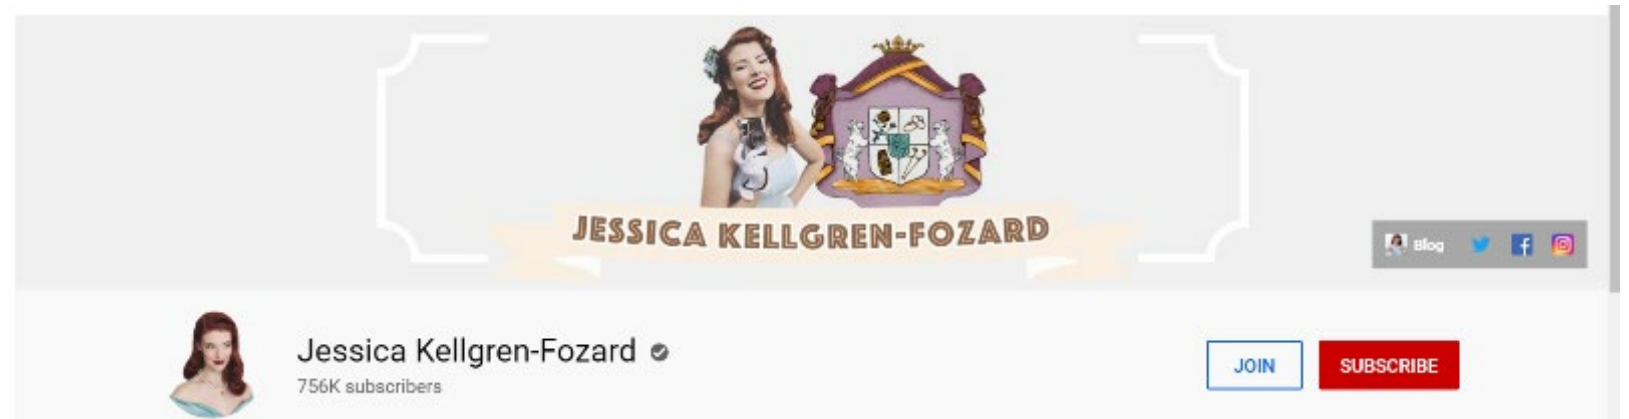 JESSICA KELLGREN-FOZARD
Blog
Jessica Kellgren-Fozard
756K subscribers
JOIN
SUBSCRIBE